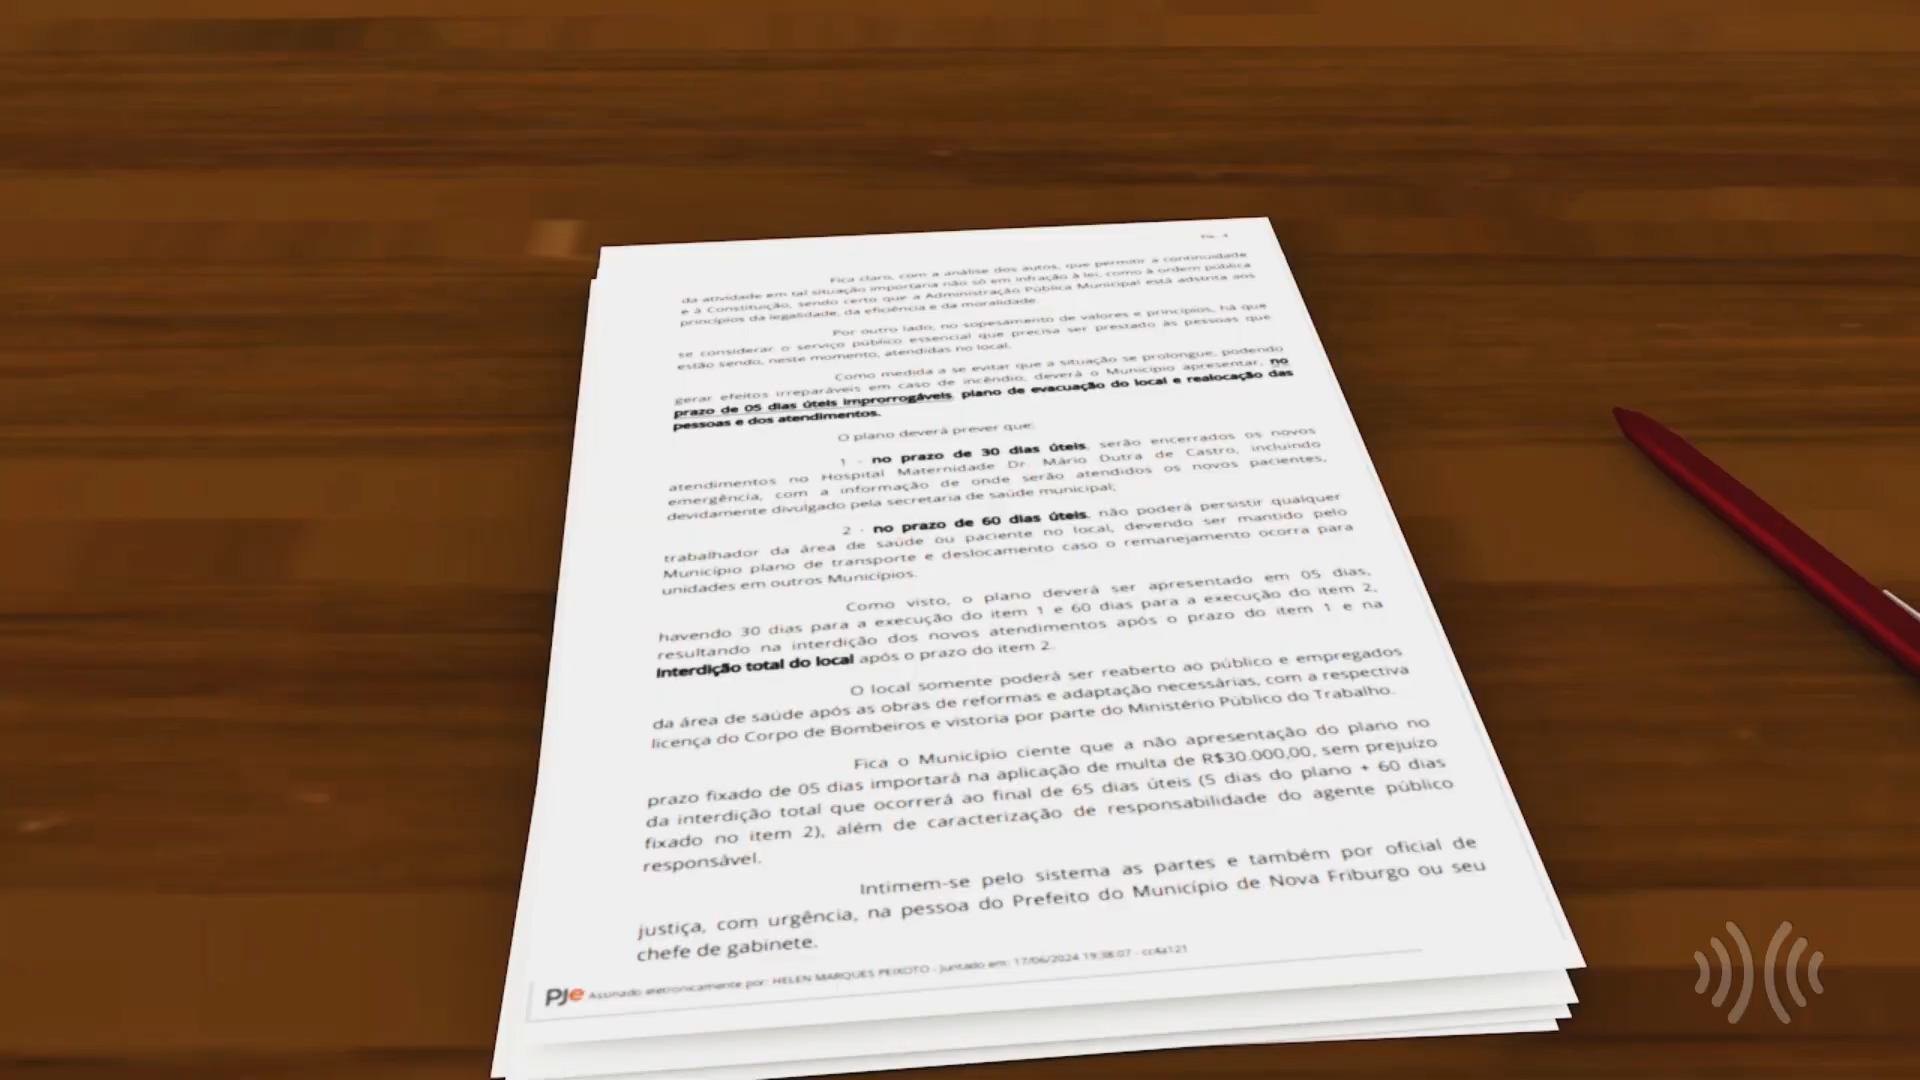 Fls.: 4
Fica claro, com a análise dos autos, que permitir a continuidade
da atividade em tal situação importaria não só em infração à lei, como à ordem pública
e à Constituição, sendo certo que a Administração Pública Municipal está adstrita aos
princípios da legalidade, da eficiência e da moralidade.
Por outro lado, no sopesamento de valores e princípios, há que
se considerar o serviço público essencial que precisa ser prestado às pessoas que
estão sendo, neste momento, atendidas no local.
Como medida a se evitar que a situação se prolongue, podendo
gerar efeitos irreparáveis em caso de incêndio, deverá o Município apresentar, no
prazo de 05 dias úteis improrrogáveis, plano de evacuação do local e realocação das
pessoas e dos atendimentos.
O plano deverá prever que:
1 - no prazo de 30 dias úteis, serão encerrados os novos
atendimentos no Hospital Maternidade Dr. Mário Dutra de Castro, incluindo
emergência, com a informação de onde serão atendidos os novos pacientes,
devidamente divulgado pela secretaria de saúde municipal;
2 - no prazo de 60 dias úteis, não poderá persistir qualquer
trabalhador da área de saúde ou paciente no local, devendo ser mantido pelo
Município plano de transporte e deslocamento caso o remanejamento ocorra para
unidades em outros Municípios.
Como visto, o plano deverá ser apresentado em 05 dias,
havendo 30 dias para a execução do item 1 e 60 dias para a execução do item 2,
resultando na interdição dos novos atendimentos após o prazo do item 1 e na
interdição total do local após o prazo do item 2.
O local somente poderá ser reaberto ao público e empregados
da área de saúde após as obras de reformas e adaptação necessárias, com a respectiva
licença do Corpo de Bombeiros e vistoria por parte do Ministério Público do Trabalho.
Fica o Município ciente que a não apresentação do plano no
prazo fixado de 05 dias importará na aplicação de multa de R$30.000,00, sem prejuízo
da interdição total que ocorrerá ao final de 65 dias úteis (5 dias do plano + 60 dias
fixado no item 2), além de caracterização de responsabilidade do agente público
responsável.
Intimem-se pelo sistema as partes e também por oficial de
justiça, com urgência, na pessoa do Prefeito do Município de Nova Friburgo ou seu
chefe de gabinete.
PJe Assinado eletronicamente por: HELEN MARQUES PEIXOTO - Juntado em: 17/06/2024 19:38:07 - cc4a121